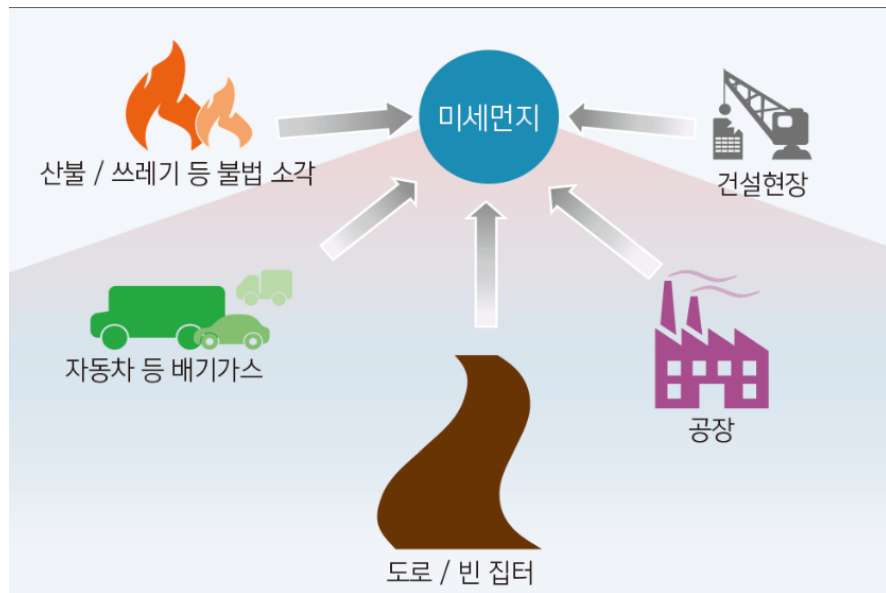 미세먼지
산불 / 쓰레기 등 불법 소각
건설현장
자동차 등 배기가스
공장
도로 / 빈 집터